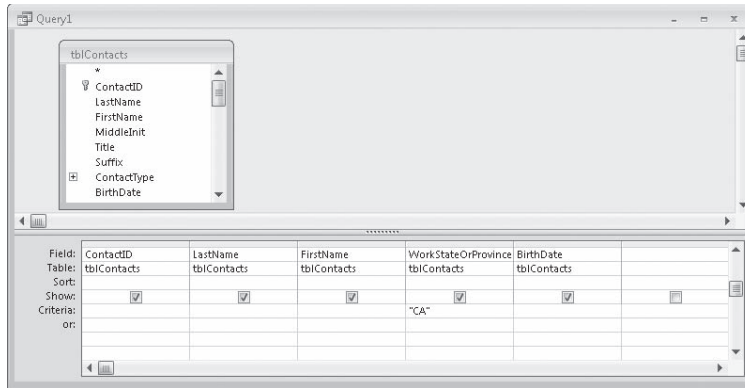 Query1
tblContacts
*
ContactID
LastName
FirstName
MiddleInit
Title
Suffix
ContactType
BirthDate
Field: ContactID LastName FirstName WorkStateOrProvince BirthDate
Table: tblContacts tblContacts tblContacts tblContacts tblContacts
Sort:
Show:
Criteria: "CA"
or: